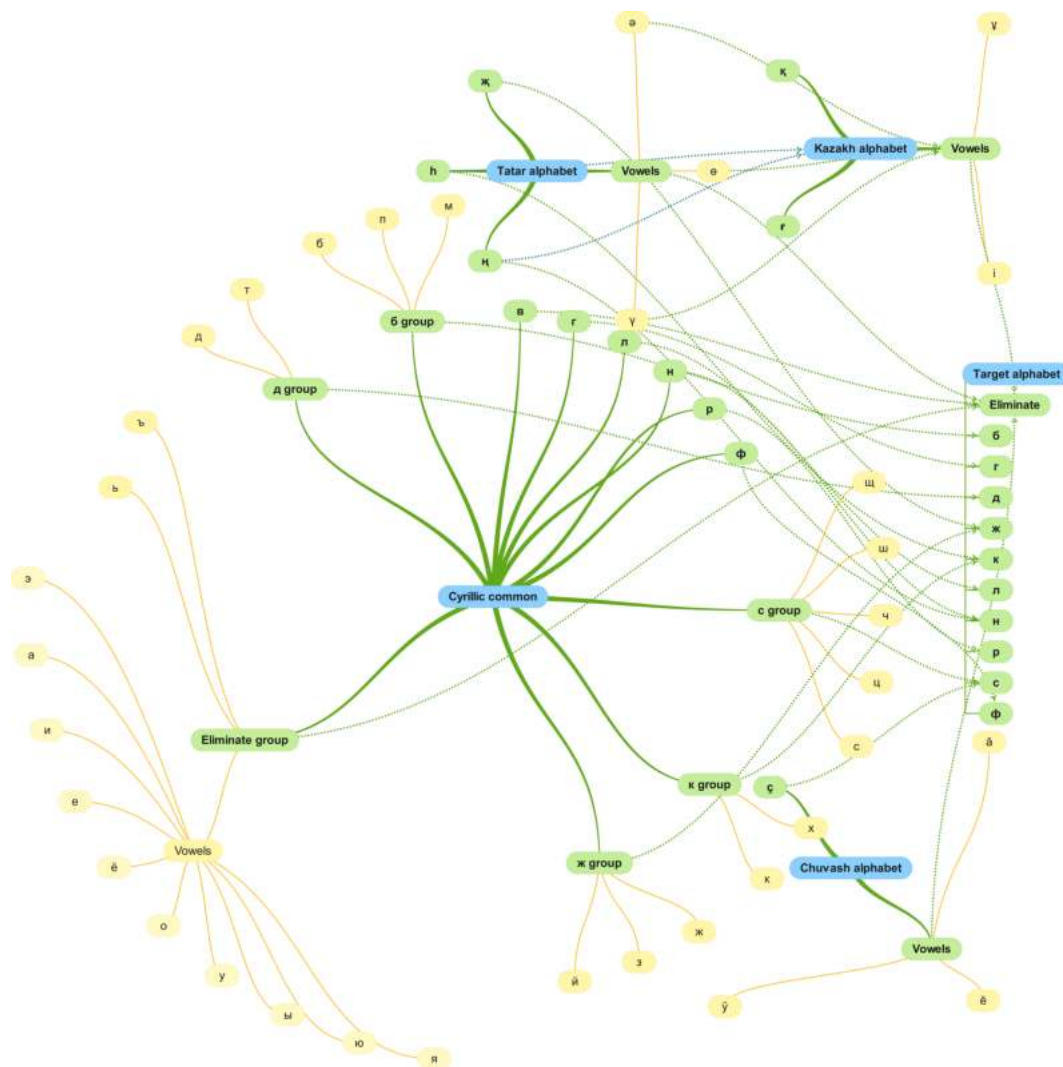 ә
ұ
қ
җ
Kazakh alphabet
Vowels
һ
Tatar alphabet
Vowels
ө
м
п
ғ
б
ң
і
т
в
г
ү
б group
д
л
н
Target alphabet
д group
Eliminate
р
ъ
б
ф
г
щ
ь
д
ж
ш
к
э
л
Cyrillic common
с group
ч
н
а
р
ц
с
ф
и
Eliminate group
с
ӑ
к group
ҫ
е
х
Vowels
ж group
Chuvash alphabet
ё
к
о
ж
Vowels
з
у
й
ӳ
ӗ
ы
ю
я